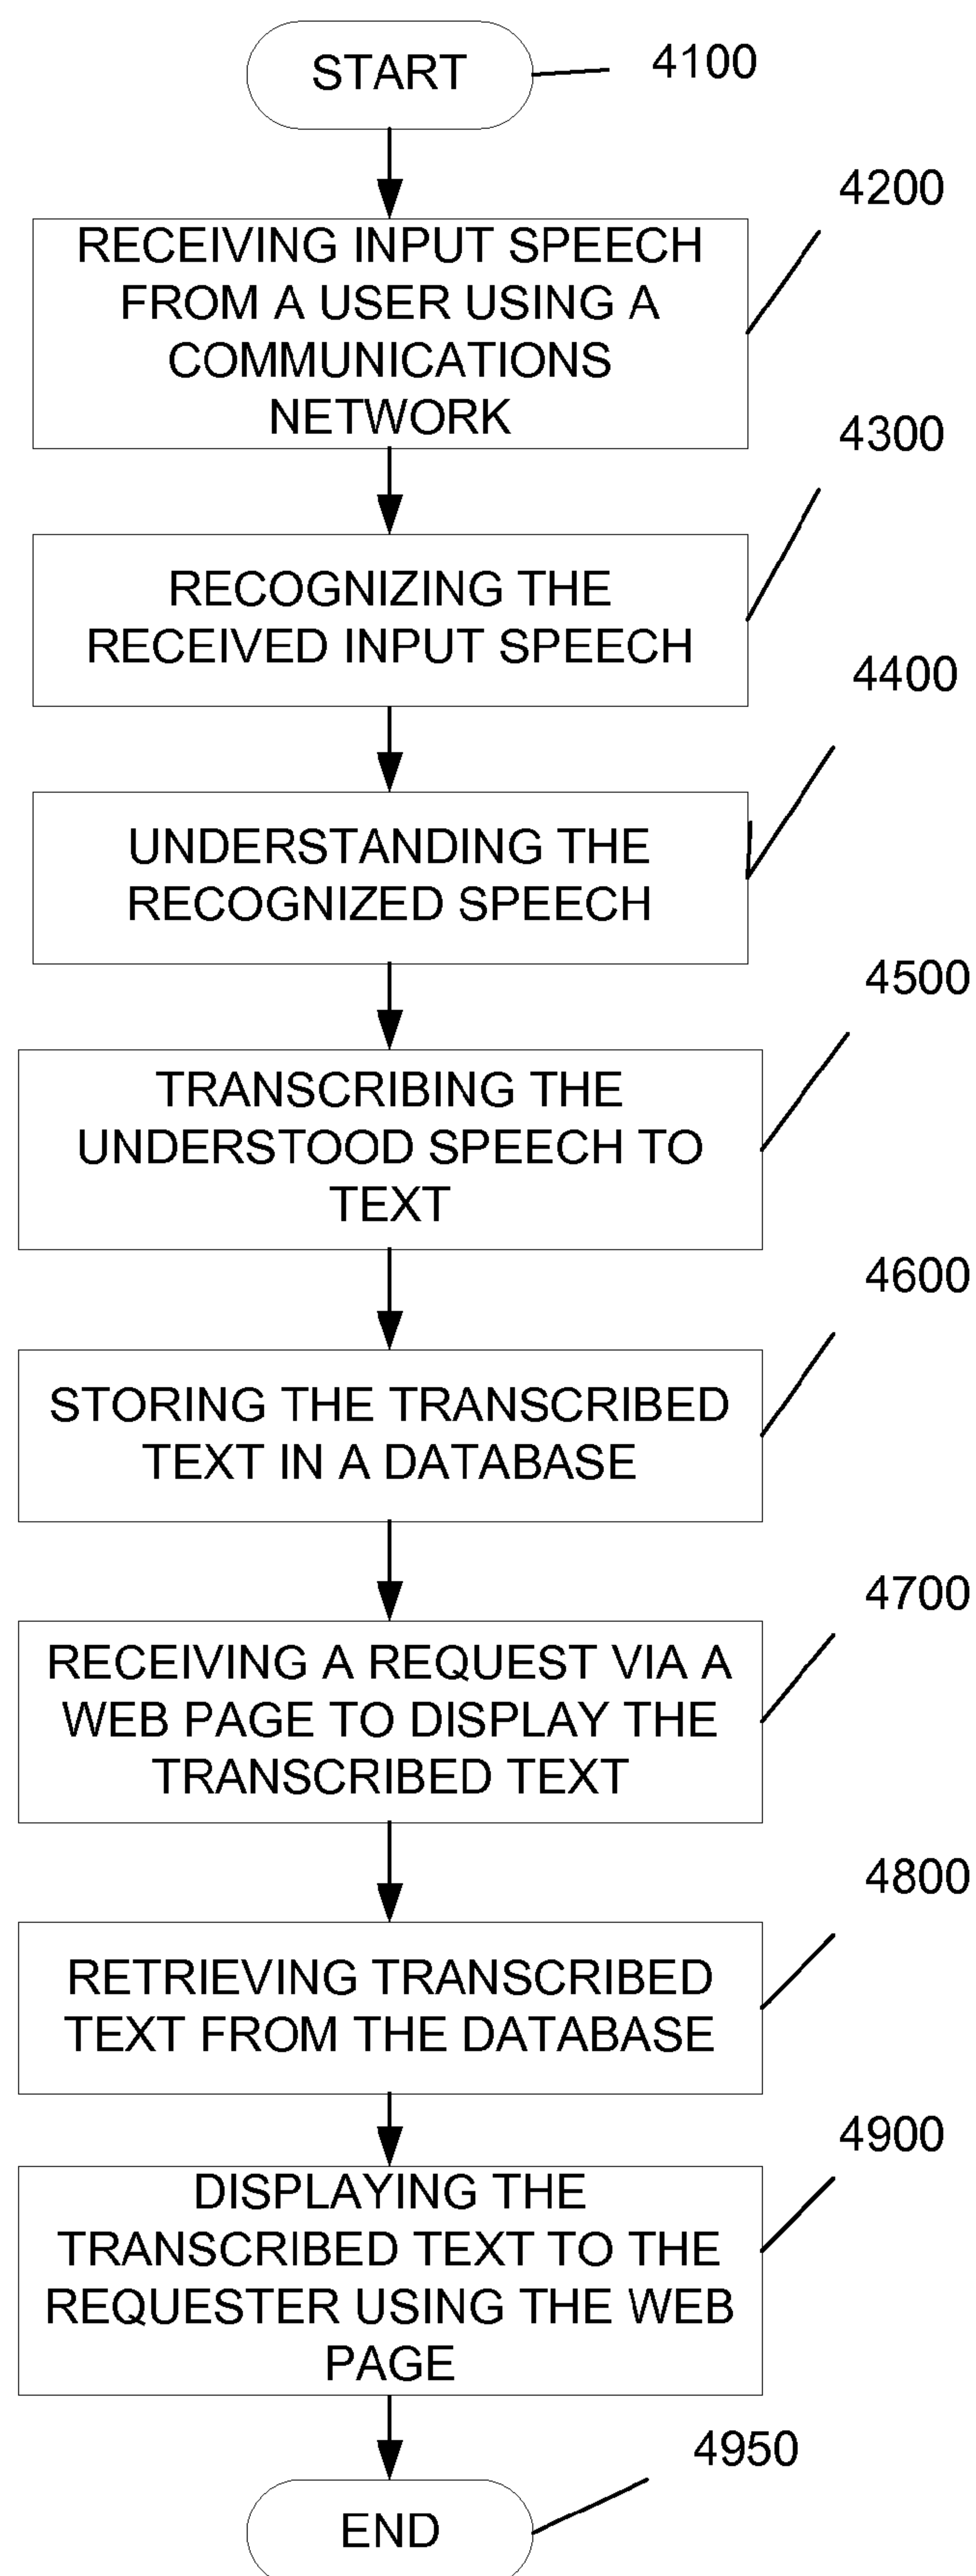 START
4100
4200
RECEIVING INPUT SPEECH
FROM A USER USING A
COMMUNICATIONS
NETWORK
4300
RECOGNIZING THE
RECEIVED INPUT SPEECH
4400
UNDERSTANDING THE
RECOGNIZED SPEECH
4500
TRANSCRIBING THE
UNDERSTOOD SPEECH TO
TEXT
4600
STORING THE TRANSCRIBED
TEXT IN A DATABASE
4700
RECEIVING A REQUEST VIA A
WEB PAGE TO DISPLAY THE
TRANSCRIBED TEXT
4800
RETRIEVING TRANSCRIBED
TEXT FROM THE DATABASE
4900
DISPLAYING THE
TRANSCRIBED TEXT TO THE
REQUESTER USING THE WEB
PAGE
4950
END